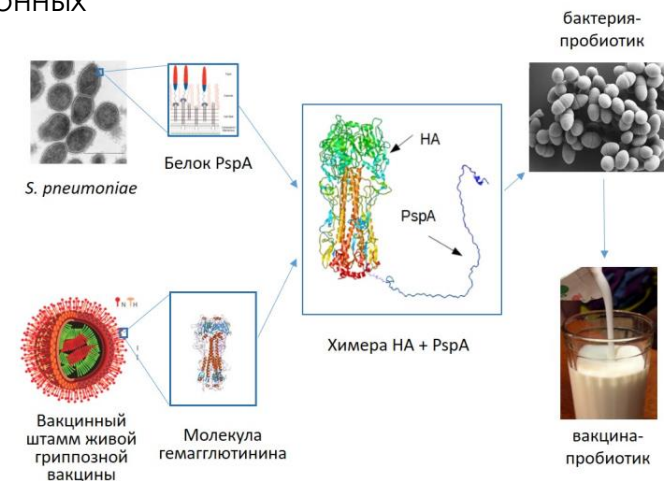 онных
бактерия-
пробиотик
Белок PspA
S. pneumoniae
HA
PspA
Химера HA + PspA
N H
Вакцинный
штамм живой
гриппозной
вакцины
Молекула
гемагглютинина
вакцина-
пробиотик